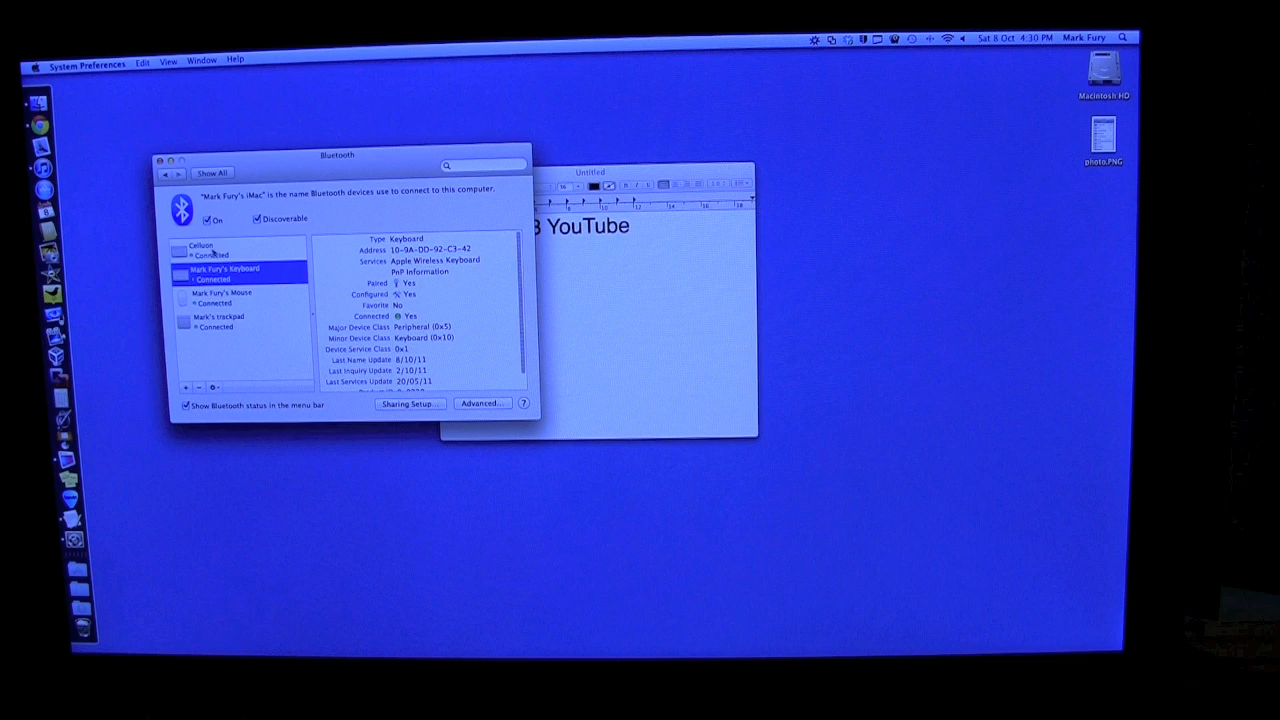 System Preferences Edit View Window Help
Sat 8 Oct 4:30 PM Mark Fury
Macintosh HD
photo.PNG
Bluetooth
Show All
"Mark Fury's iMac" is the name Bluetooth devices use to connect to this computer.
On
Discoverable
Celluon
Connected
Mark Fury's Keyboard
Connected
Mark Fury's Mouse
Connected
Mark's trackpad
Connected
Type Keyboard
Address 10-9A-DD-92-C3-42
Services Apple Wireless Keyboard
PnP Information
Paired Yes
Configured Yes
Favorite No
Connected Yes
Major Device Class Peripheral (0x5)
Minor Device Class Keyboard (0x10)
Device Service Class 0x1
Last Name Update 8/10/11
Last Inquiry Update 2/10/11
Last Services Update 20/05/11
Show Bluetooth status in the menu bar
Sharing Setup...
Advanced...
?
Untitled
YouTube